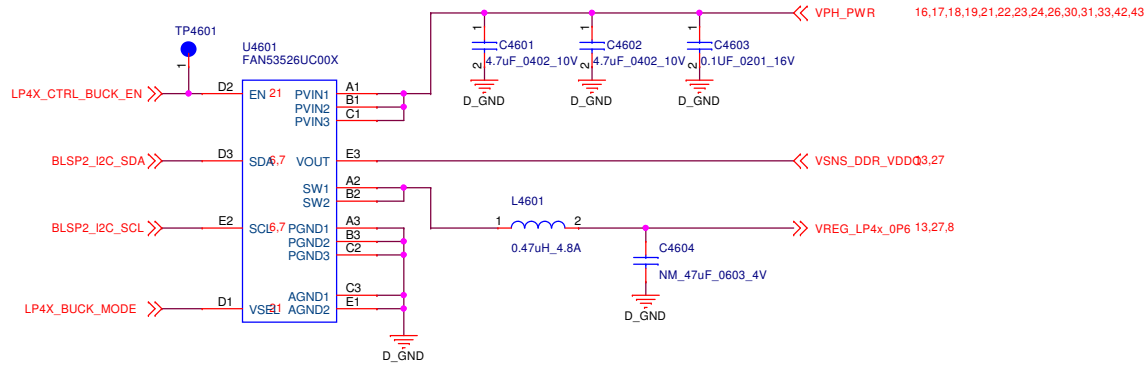 VPH_PWR 16,17,18,19,21,22,23,24,26,30,31,33,42,43
TP4601
1
U4601
FAN53526UC00X
1 C4601
4.7uF_0402_10V
2
D_GND
1 C4602
4.7uF_0402_10V
2
D_GND
1 C4603
0.1UF_0201_16V
2
D_GND
LP4X_CTRL_BUCK_EN D2 EN 21 PVIN1 A1
PVIN2 B1
PVIN3 C1
BLSP2_I2C_SDA D3 SDA 6,7 VOUT E3 VSNS_DDR_VDDQ 13,27
SW1 A2
SW2 B2
L4601
1 2
0.47uH_4.8A
BLSP2_I2C_SCL E2 SCL 6,7 PGND1 A3 VREG_LP4x_0P6 13,27,8
PGND2 B3
PGND3 C2
C4604
NM_47uF_0603_4V
D_GND
AGND1 C3
LP4X_BUCK_MODE D1 VSEL 21 AGND2 E1
D_GND